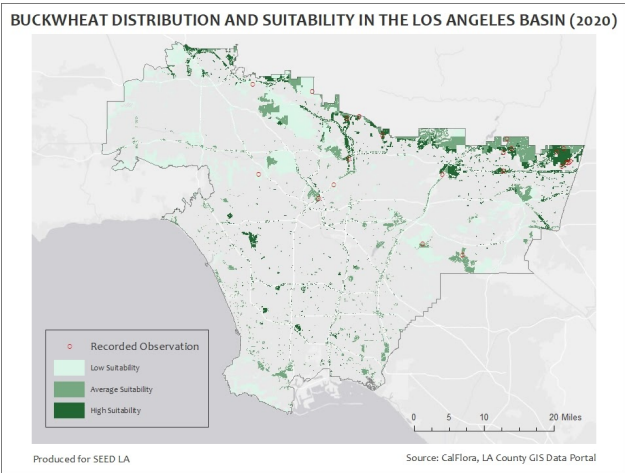 BUCKWHEAT DISTRIBUTION AND SUITABILITY IN THE LOS ANGELES BASIN (2020)
Recorded Observation
Low Suitability
Average Suitability
High Suitability
0 5 10 20 Miles
Produced for SEED LA
Source: CalFlora, LA County GIS Data Portal